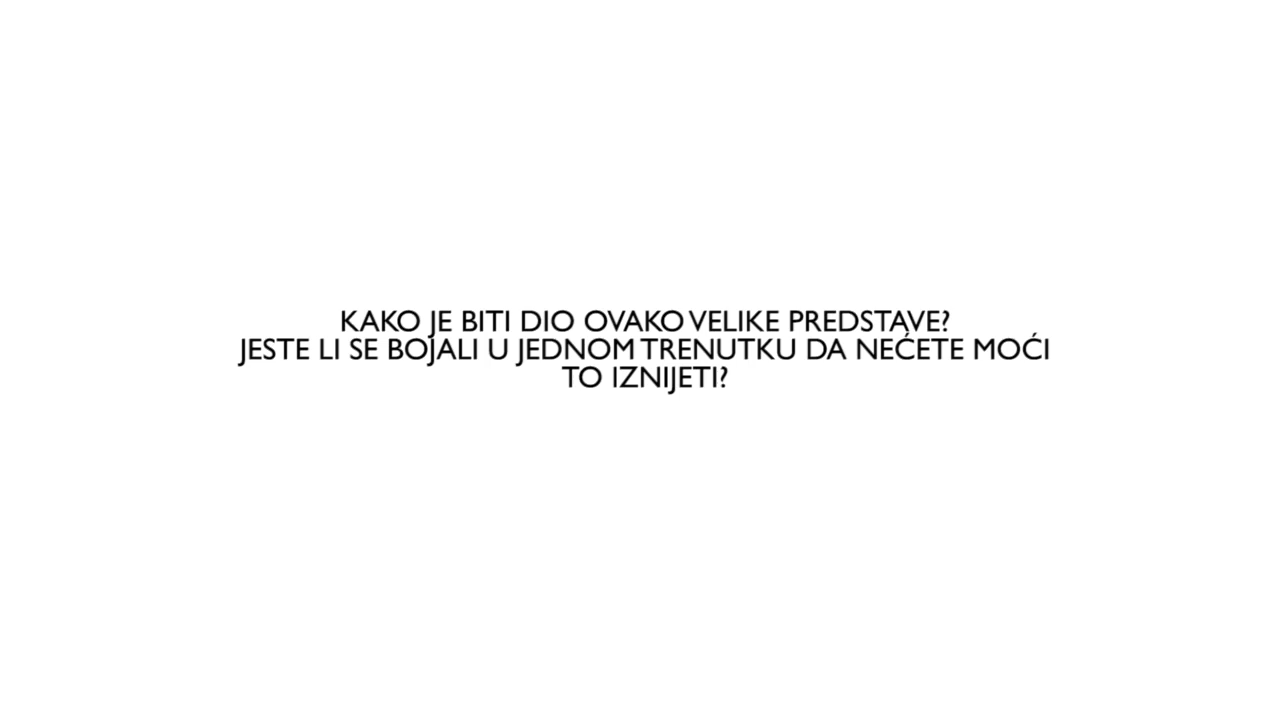 KAKO JE BITI DIO OVAKO VELIKE PREDSTAVE?
JESTE LI SE BOJALI U JEDNOM TRENUTKU DA NEĆETE MOĆI
TO IZNIJETI?